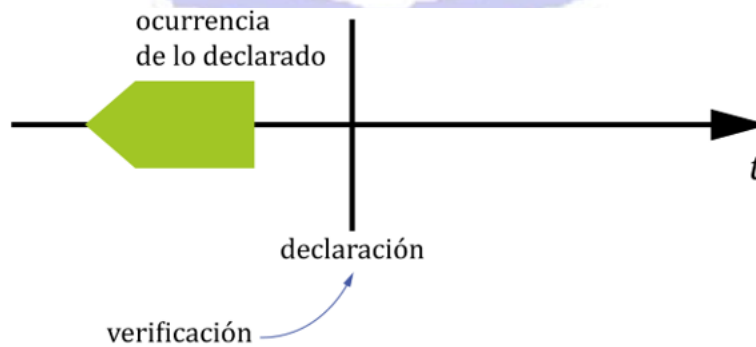 ocurrencia
de lo declarado
t
declaración
verificación